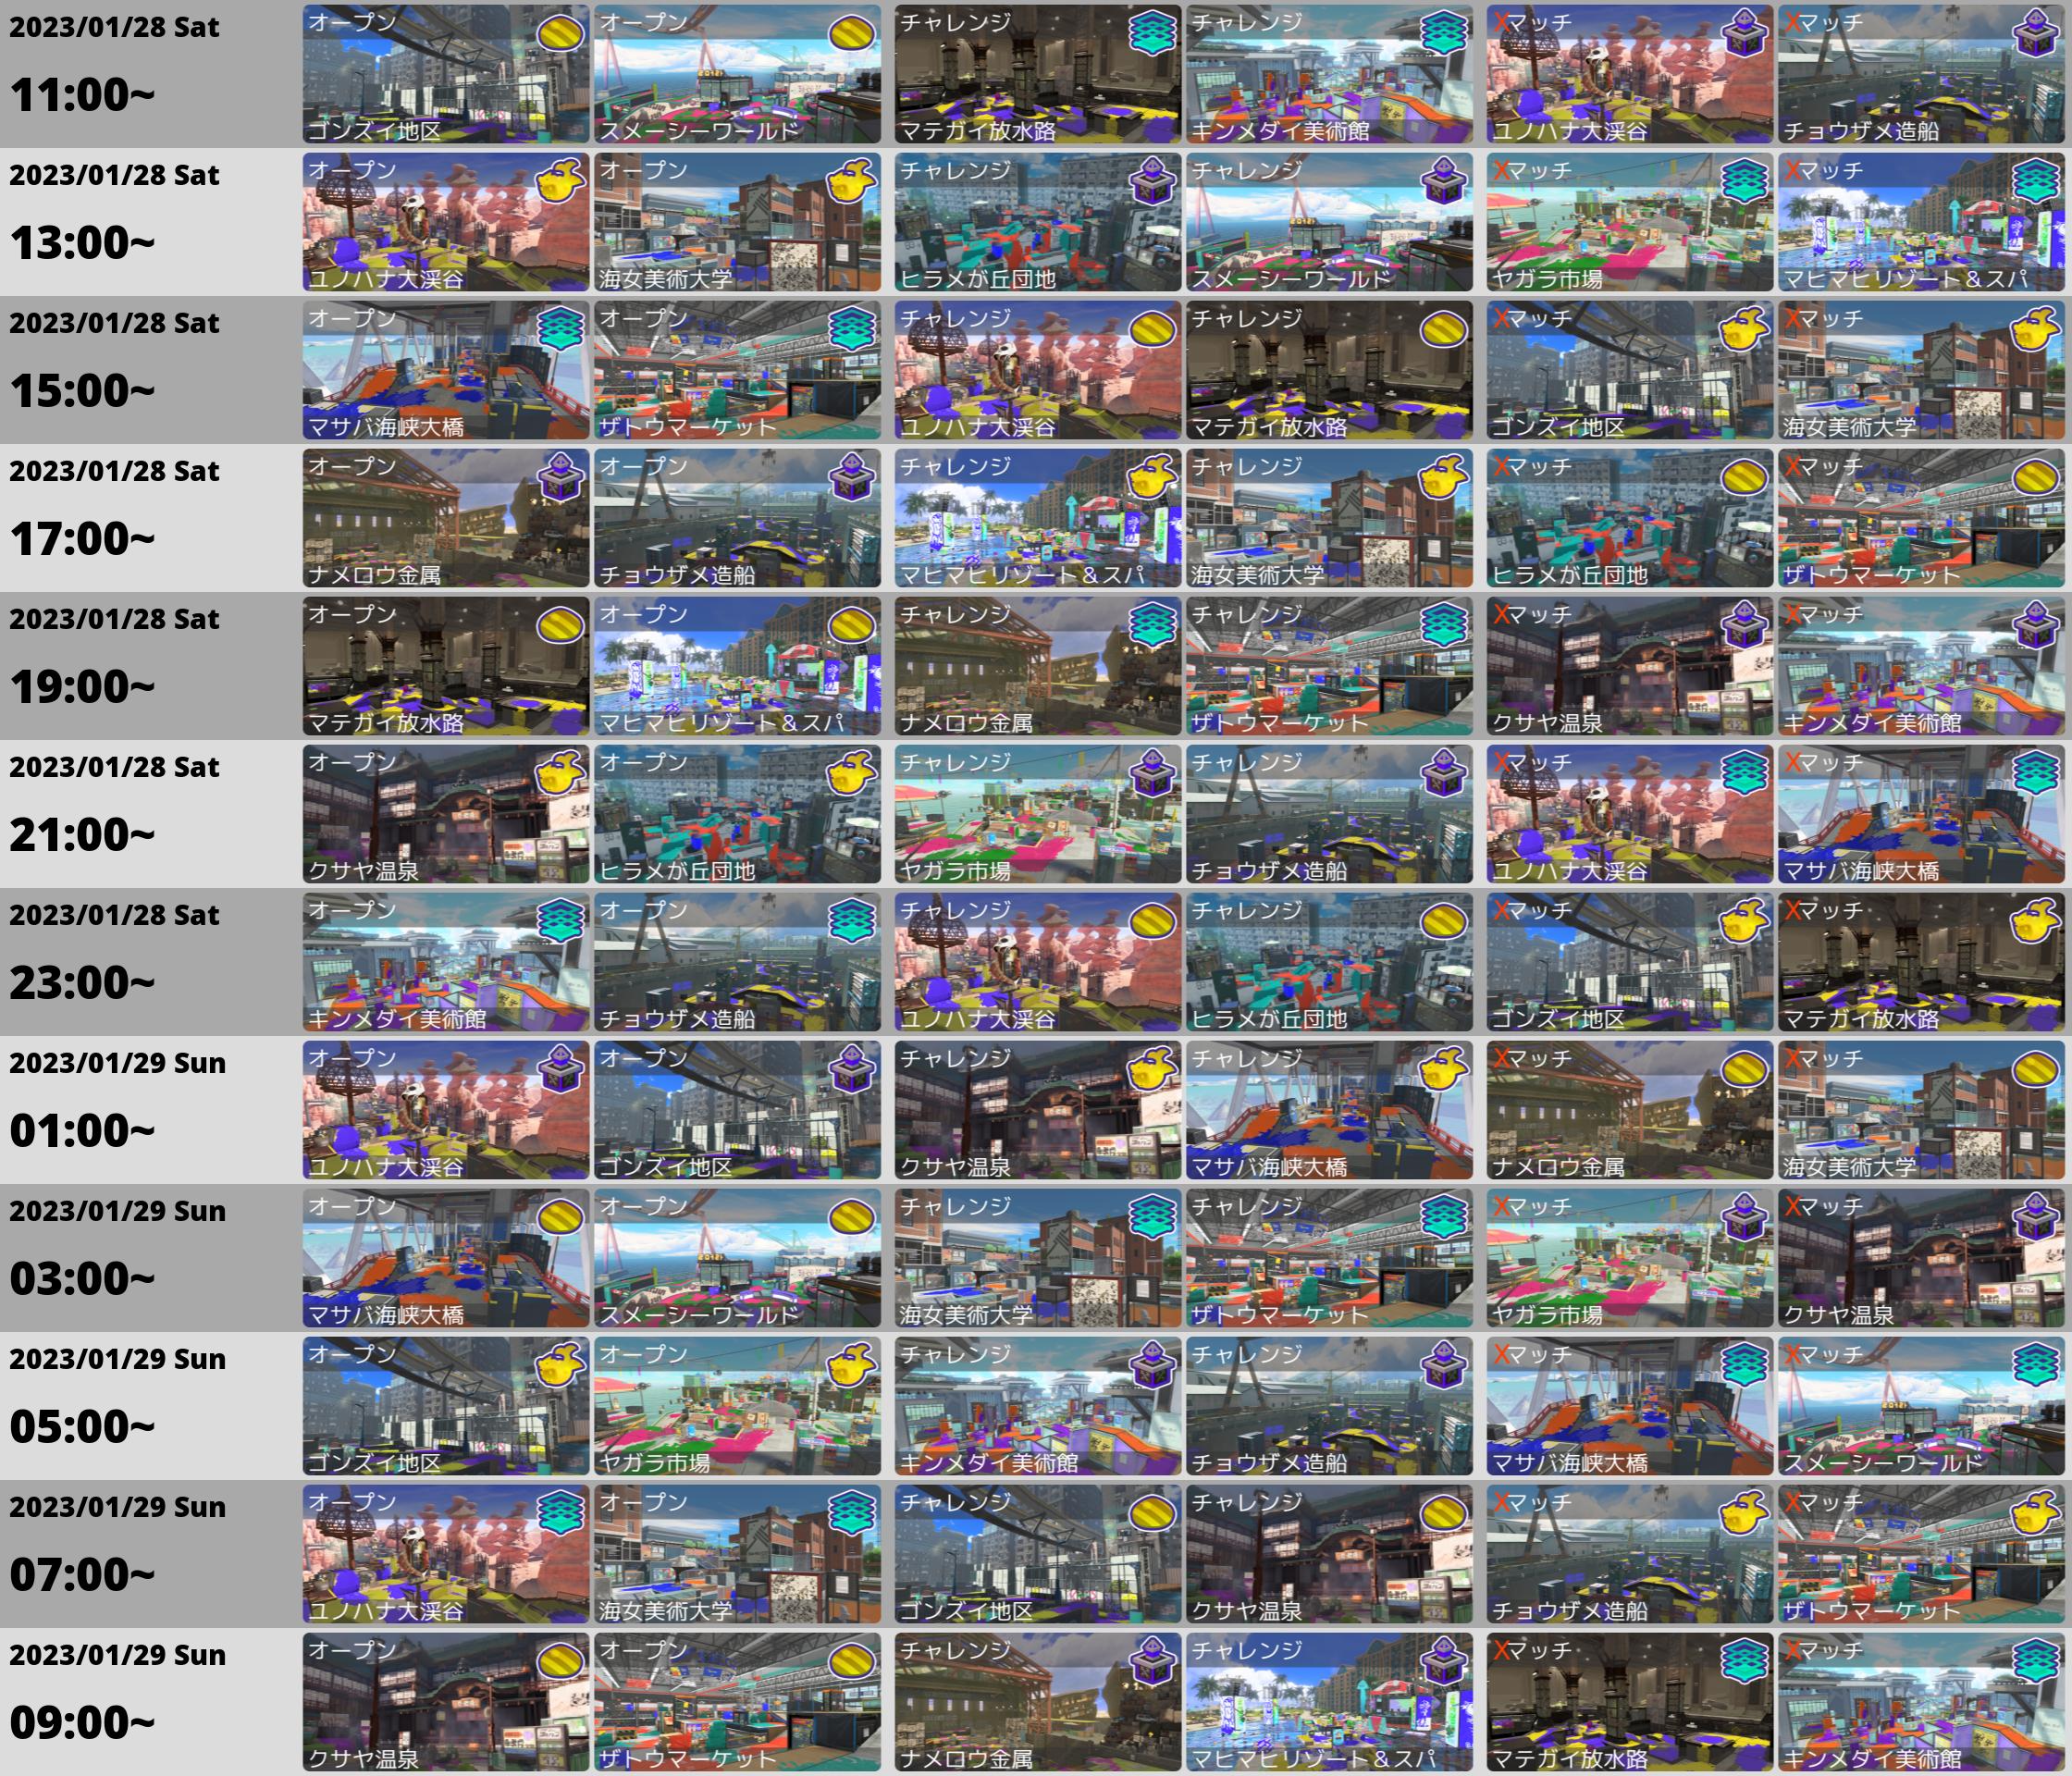 2023/01/28 Sat
11:00~
オープン オープン チャレンジ チャレンジ Xマッチ Xマッチ
ゴンズイ地区 スメーシーワールド マテガイ放水路 キンメダイ美術館 ユノハナ大渓谷 チョウザメ造船
2023/01/28 Sat
13:00~
オープン オープン チャレンジ チャレンジ Xマッチ Xマッチ
ユノハナ大渓谷 海女美術大学 ヒラメが丘団地 スメーシーワールド ヤガラ市場 マヒマヒリゾート＆スパ
2023/01/28 Sat
15:00~
オープン オープン チャレンジ チャレンジ Xマッチ Xマッチ
マサバ海峡大橋 ザトウマーケット ユノハナ大渓谷 マテガイ放水路 ゴンズイ地区 海女美術大学
2023/01/28 Sat
17:00~
オープン オープン チャレンジ チャレンジ Xマッチ Xマッチ
ナメロウ金属 チョウザメ造船 マヒマヒリゾート＆スパ 海女美術大学 ヒラメが丘団地 ザトウマーケット
2023/01/28 Sat
19:00~
オープン オープン チャレンジ チャレンジ Xマッチ Xマッチ
マテガイ放水路 マヒマヒリゾート＆スパ ナメロウ金属 ザトウマーケット クサヤ温泉 キンメダイ美術館
2023/01/28 Sat
21:00~
オープン オープン チャレンジ チャレンジ Xマッチ Xマッチ
クサヤ温泉 ヒラメが丘団地 ヤガラ市場 チョウザメ造船 ユノハナ大渓谷 マサバ海峡大橋
2023/01/28 Sat
23:00~
オープン オープン チャレンジ チャレンジ Xマッチ Xマッチ
キンメダイ美術館 チョウザメ造船 ユノハナ大渓谷 ヒラメが丘団地 ゴンズイ地区 マテガイ放水路
2023/01/29 Sun
01:00~
オープン オープン チャレンジ チャレンジ Xマッチ Xマッチ
ユノハナ大渓谷 ゴンズイ地区 クサヤ温泉 マサバ海峡大橋 ナメロウ金属 海女美術大学
2023/01/29 Sun
03:00~
オープン オープン チャレンジ チャレンジ Xマッチ Xマッチ
マサバ海峡大橋 スメーシーワールド 海女美術大学 ザトウマーケット ヤガラ市場 クサヤ温泉
2023/01/29 Sun
05:00~
オープン オープン チャレンジ チャレンジ Xマッチ Xマッチ
ゴンズイ地区 ヤガラ市場 キンメダイ美術館 チョウザメ造船 マサバ海峡大橋 スメーシーワールド
2023/01/29 Sun
07:00~
オープン オープン チャレンジ チャレンジ Xマッチ Xマッチ
ユノハナ大渓谷 海女美術大学 ゴンズイ地区 クサヤ温泉 チョウザメ造船 ザトウマーケット
2023/01/29 Sun
09:00~
オープン オープン チャレンジ チャレンジ Xマッチ Xマッチ
クサヤ温泉 ザトウマーケット ナメロウ金属 マヒマヒリゾート＆スパ マテガイ放水路 キンメダイ美術館